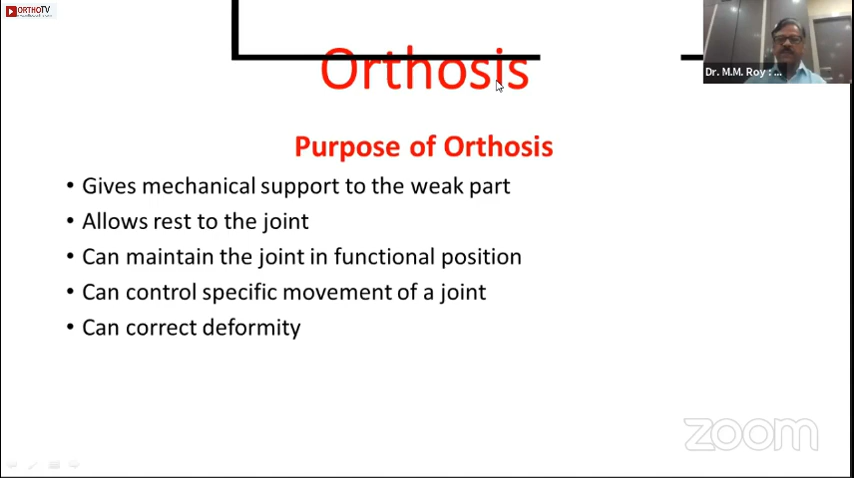 ORTHOTV
Orthosis
Dr. M.M. Roy : ...
Purpose of Orthosis
• Gives mechanical support to the weak part
• Allows rest to the joint
• Can maintain the joint in functional position
• Can control specific movement of a joint
• Can correct deformity
zoom